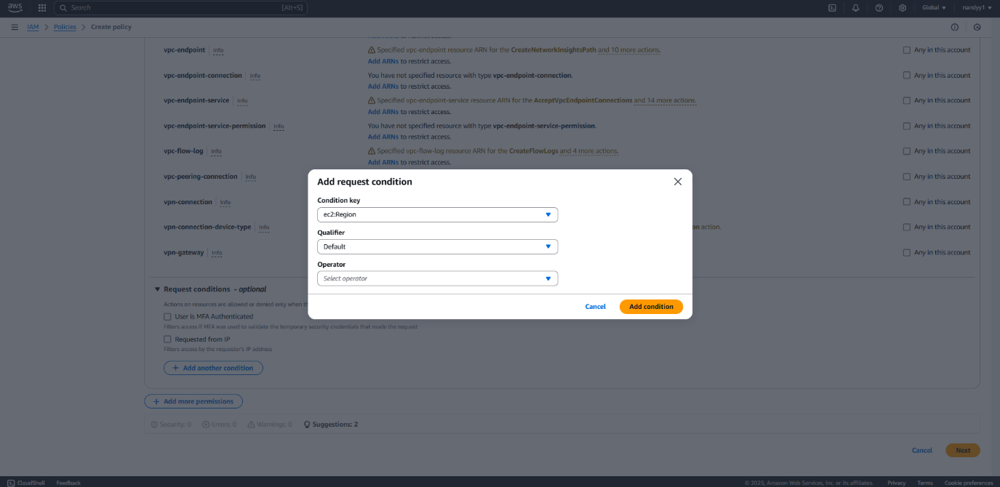 aws
Search
[Alt+S]
Global
nandyy1
IAM
Policies
Create policy
vpc-endpoint
Info
Specified vpc-endpoint resource ARN for the CreateNetworkInsightsPath and 10 more actions.
Any in this account
Add ARNs to restrict access.
vpc-endpoint-connection
Info
You have not specified resource with type vpc-endpoint-connection.
Any in this account
Add ARNs to restrict access.
vpc-endpoint-service
Info
Specified vpc-endpoint-service resource ARN for the AcceptVpcEndpointConnections and 14 more actions.
Any in this account
Add ARNs to restrict access.
vpc-endpoint-service-permission
Info
You have not specified resource with type vpc-endpoint-service-permission.
Any in this account
Add ARNs to restrict access.
vpc-flow-log
Info
Specified vpc-flow-log resource ARN for the CreateFlowLogs and 4 more actions.
Any in this account
Add ARNs to restrict access.
vpc-peering-connection
Info
Any in this account
vpn-connection
Info
Any in this account
vpn-connection-device-type
Info
on action.
Any in this account
vpn-gateway
Info
Any in this account
Add request condition
Condition key
ec2:Region
Qualifier
Default
Operator
Select operator
Cancel
Add condition
Request conditions - optional
Actions on resources are allowed or denied only when
User is MFA Authenticated
Filters access if MFA was used to validate the temporary security credentials that made the request
Requested from IP
Filters access by the requester's IP address
Add another condition
Add more permissions
Security: 0
Errors: 0
Warnings: 0
Suggestions: 2
Cancel
Next
CloudShell
Feedback
© 2025, Amazon Web Services, Inc. or its affiliates.
Privacy
Terms
Cookie preferences